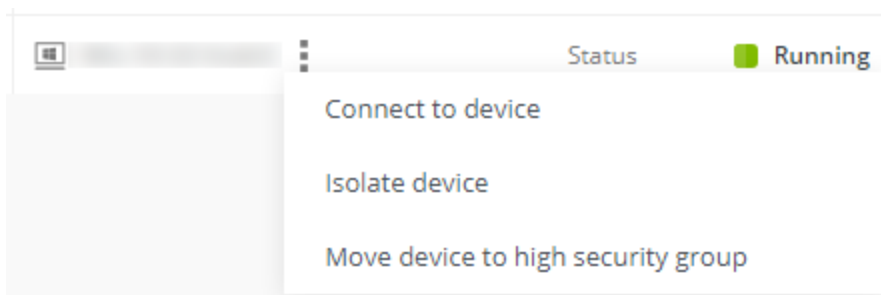 Status Running
Connect to device
Isolate device
Move device to high security group